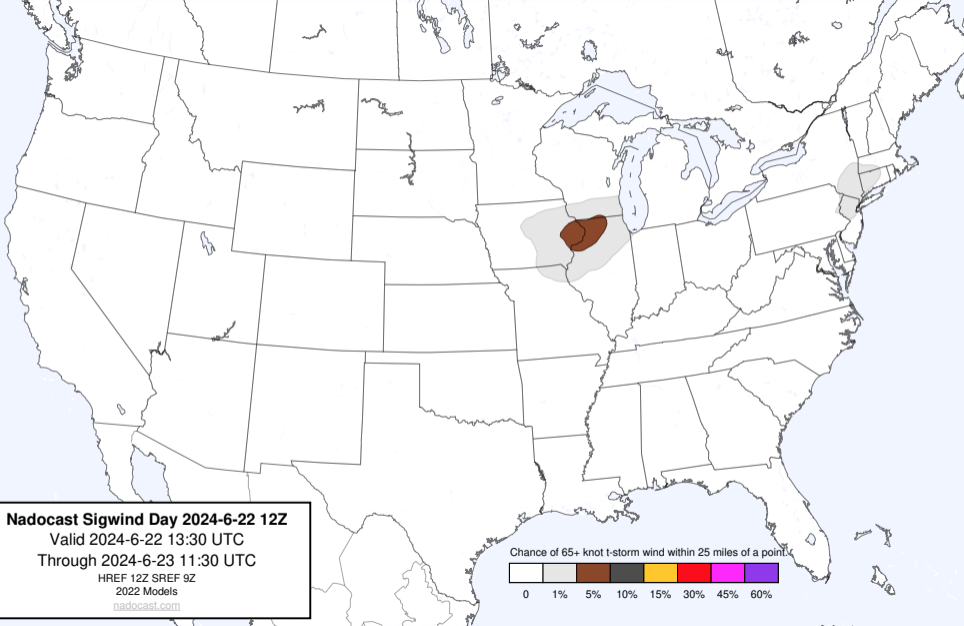 Nadocast Sigwind Day 2024-6-22 12Z
Valid 2024-6-22 13:30 UTC
Through 2024-6-23 11:30 UTC
HREF 12Z SREF 9Z
2022 Models
nadocast.com
Chance of 65+ knot t-storm wind within 25 miles of a point.
0 1% 5% 10% 15% 30% 45% 60%